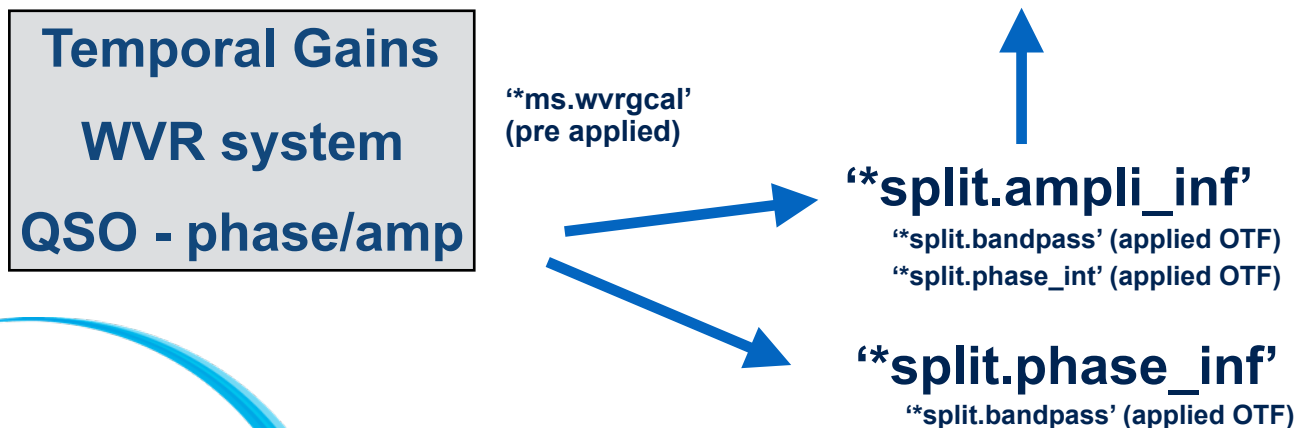 Temporal Gains
WVR system
QSO - phase/amp
‘*ms.wvrgcal’
(pre applied)
‘*split.ampli_inf’
‘*split.bandpass’ (applied OTF)
‘*split.phase_int’ (applied OTF)
‘*split.phase_inf’
‘*split.bandpass’ (applied OTF)